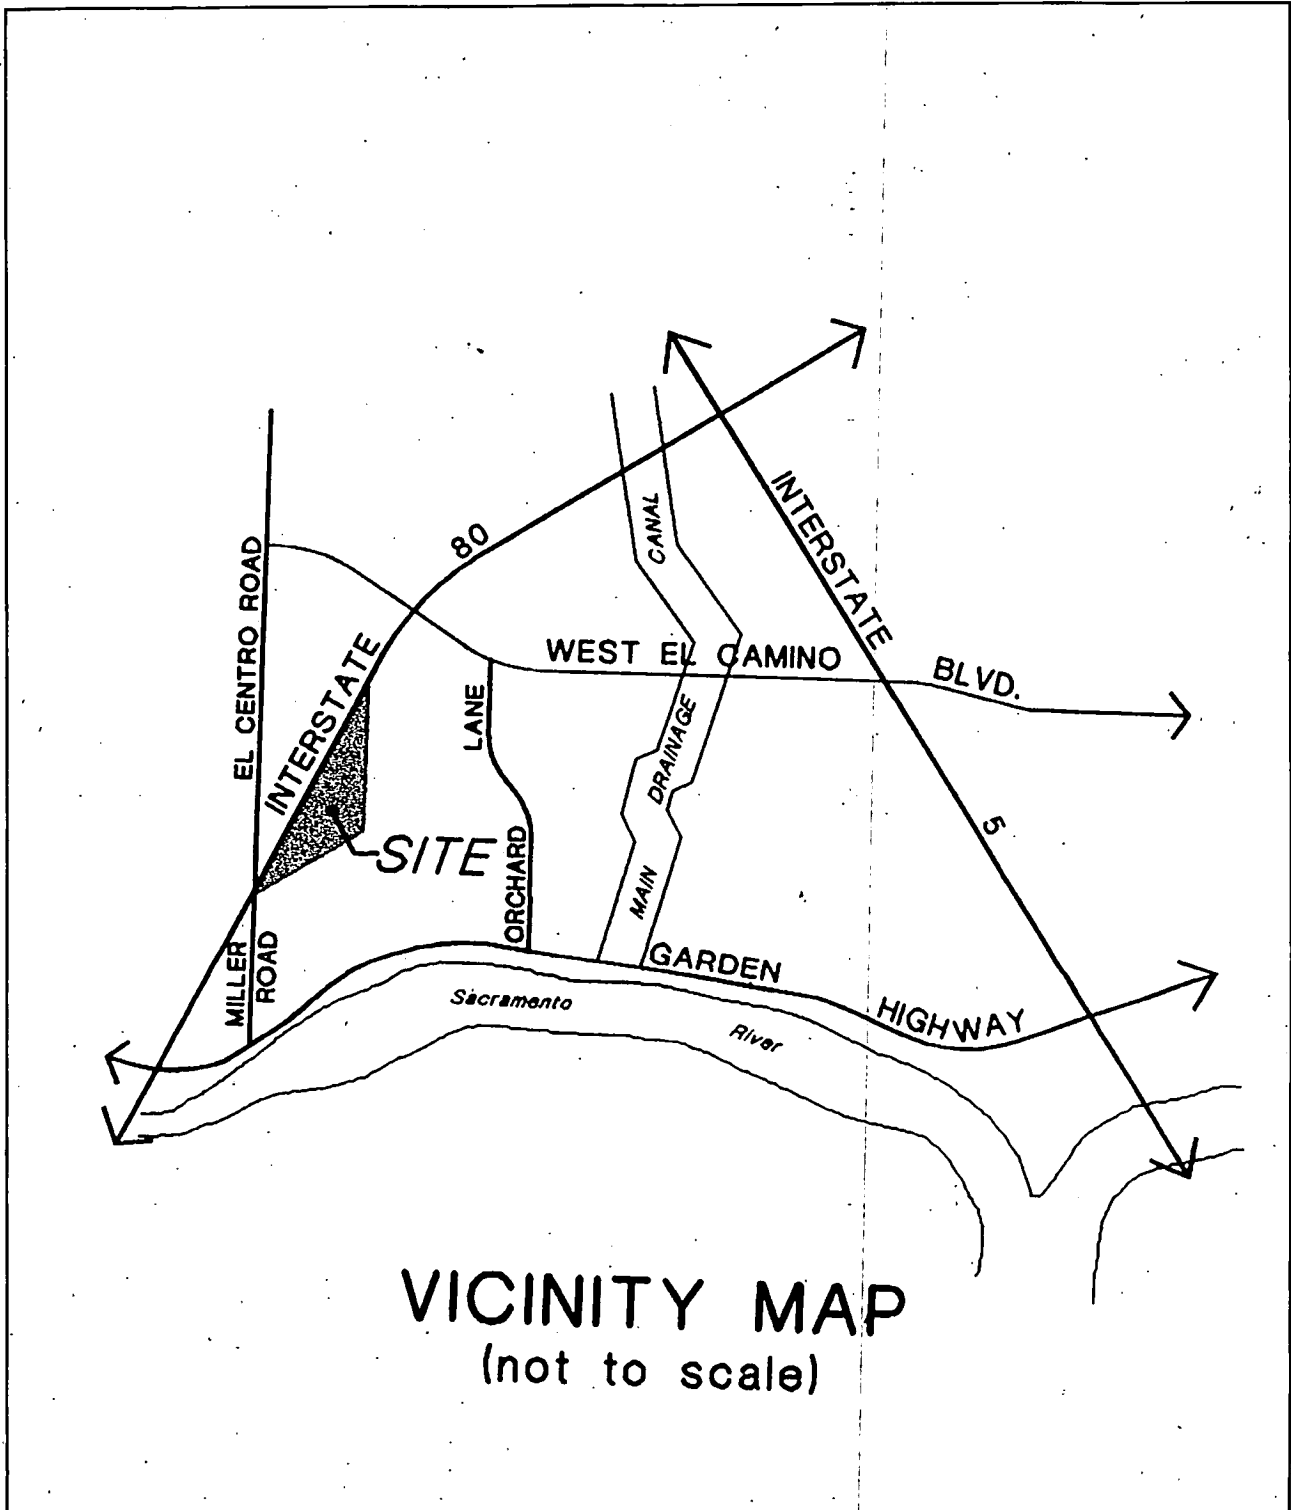 80
INTERSTATE
CANAL
INTERSTATE
EL CENTRO ROAD
WEST EL CAMINO
BLVD.
LANE
DRAINAGE
5
SITE
ORCHARD
MAIN
MILLER
ROAD
GARDEN
HIGHWAY
Sacramento
River
VICINITY MAP
(not to scale)